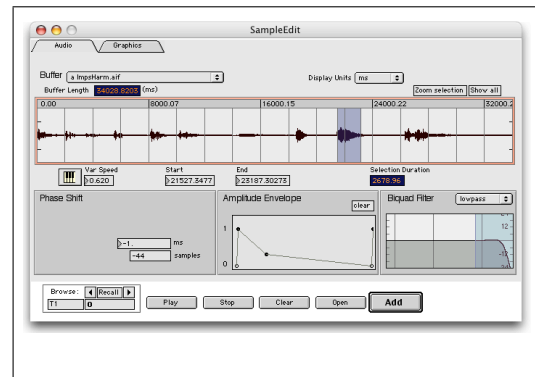 SampleEdit
Audio Graphics
Buffer a ImpsHarm.aif Display Units ms
Buffer Length 34028.8203 (ms) Zoom selection Show all
0.00 8000.07 16000.15 24000.22 32000.2
Var Speed Start End Selection Duration
0.620 21527.3477 23187.30273 2678.96
Phase Shift Amplitude Envelope Biquad Filter lowpass
clear
1 12
-1. ms
-44 samples -12
0
Browse: Recall
T1 0 Play Stop Clear Open Add